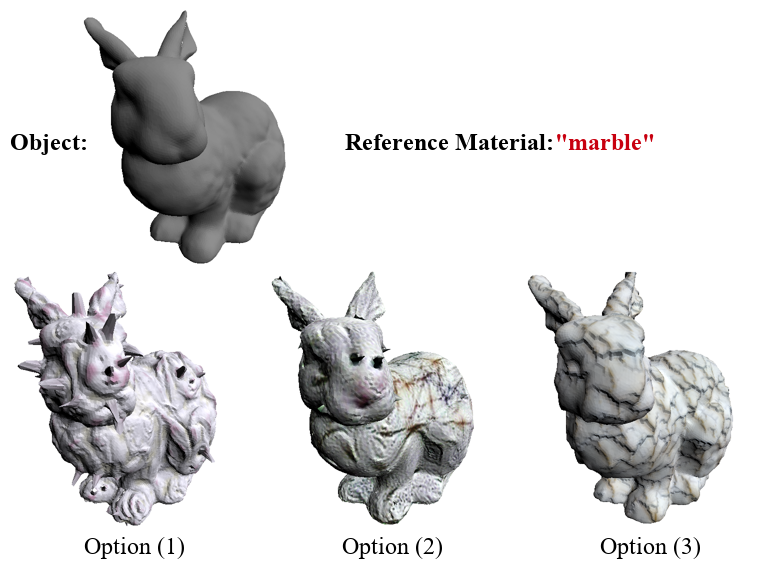 Object:
Reference Material:"marble"
Option (1)
Option (2)
Option (3)